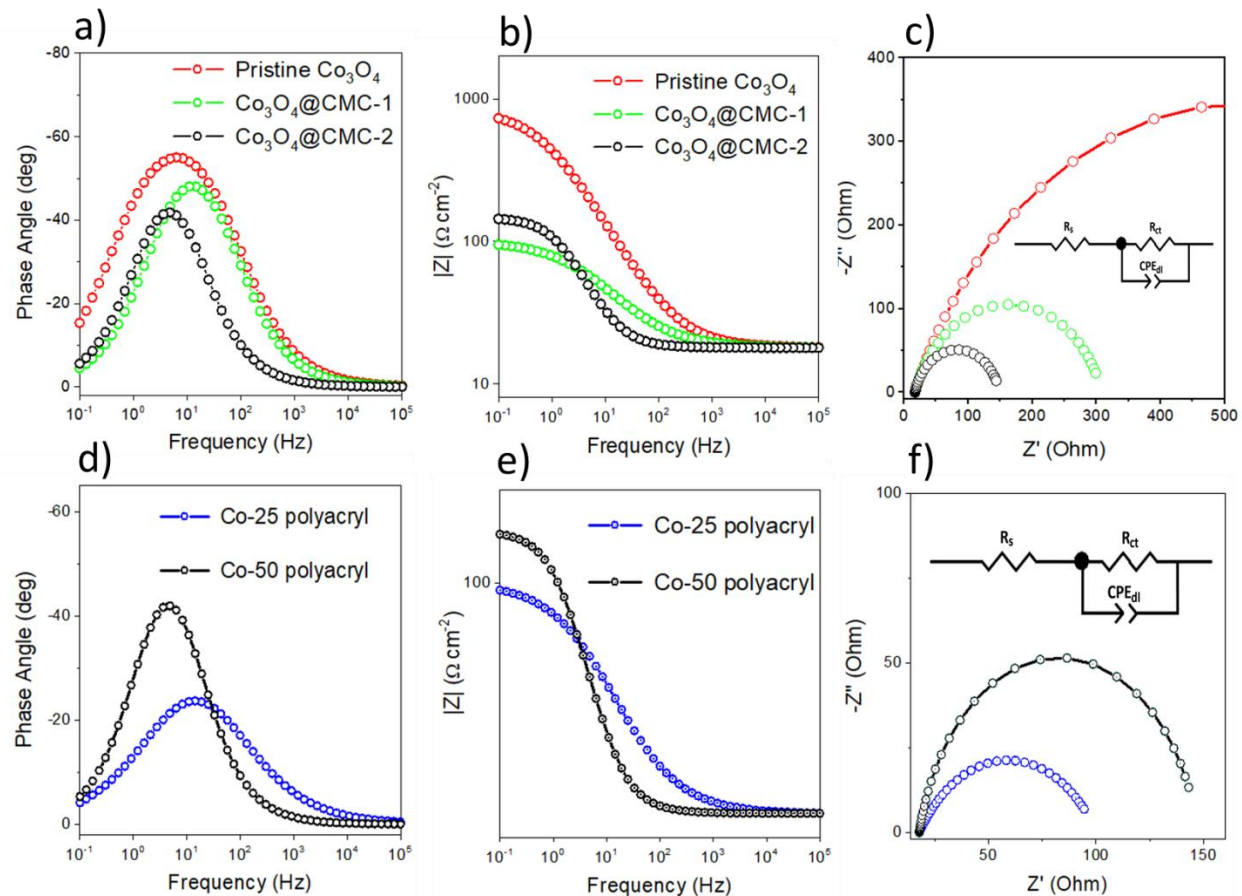 a)
-80
-60
-40
-20
0
Phase Angle (deg)
Pristine Co₃O₄
Co₃O₄@CMC-1
Co₃O₄@CMC-2
10⁻¹ 10⁰ 10¹ 10² 10³ 10⁴ 10⁵
Frequency (Hz)
b)
1000
100
10
|Z| (Ω cm⁻²)
Pristine Co₃O₄
Co₃O₄@CMC-1
Co₃O₄@CMC-2
10⁻¹ 10⁰ 10¹ 10² 10³ 10⁴ 10⁵
Frequency (Hz)
c)
400
300
200
100
0
-Z" (Ohm)
Rₛ
R꜀ₜ
CPE_dl
0 100 200 300 400 500
Z' (Ohm)
d)
-60
-40
-20
0
Phase Angle (deg)
Co-25 polyacryl
Co-50 polyacryl
10⁻¹ 10⁰ 10¹ 10² 10³ 10⁴ 10⁵
Frequency (Hz)
e)
100
|Z| (Ω cm⁻²)
Co-25 polyacryl
Co-50 polyacryl
10⁻¹ 10⁰ 10¹ 10² 10³ 10⁴ 10⁵
Frequency (Hz)
f)
100
50
0
-Z" (Ohm)
Rₛ
R꜀ₜ
CPE_dl
50 100 150
Z' (Ohm)